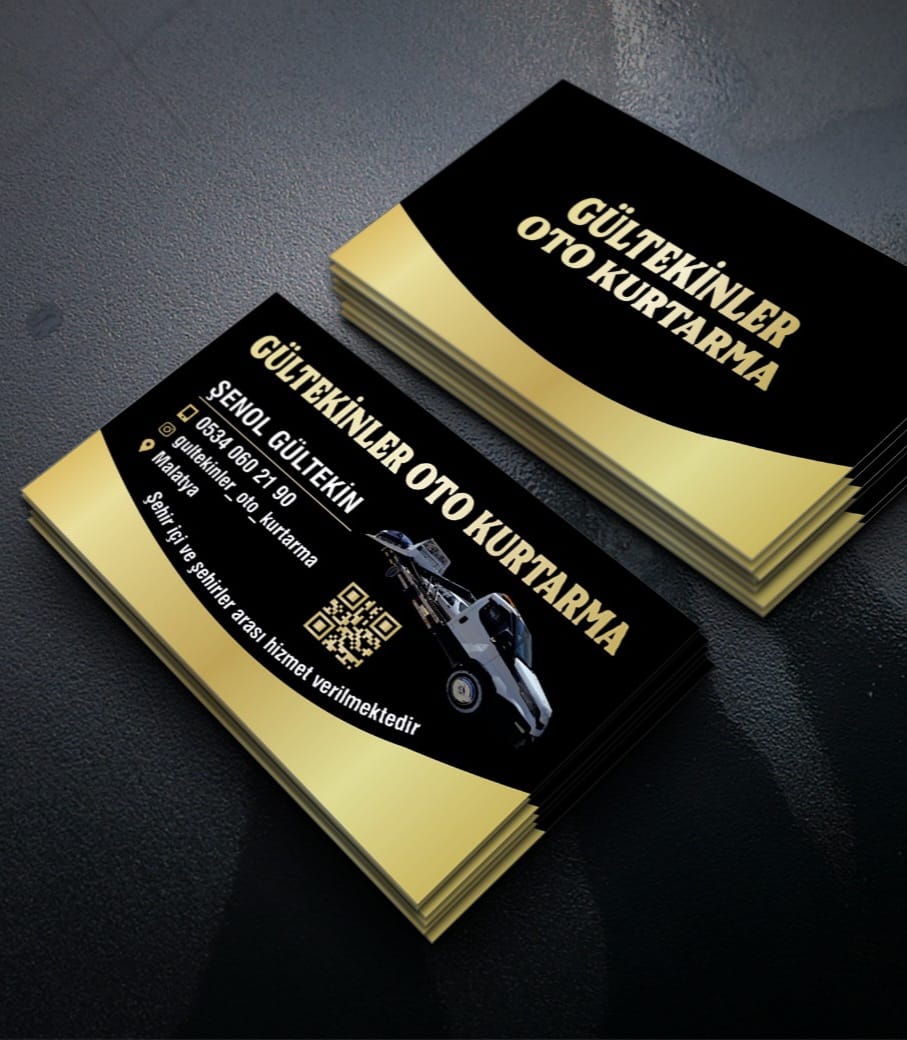 GÜLTEKİNLER
OTO KURTARMA
GÜLTEKİNLER OTO KURTARMA
ŞENOL GÜLTEKİN
0534 060 21 90
gultekinler_oto_kurtarma
Malatya
Şehir içi ve şehirler arası hizmet verilmektedir